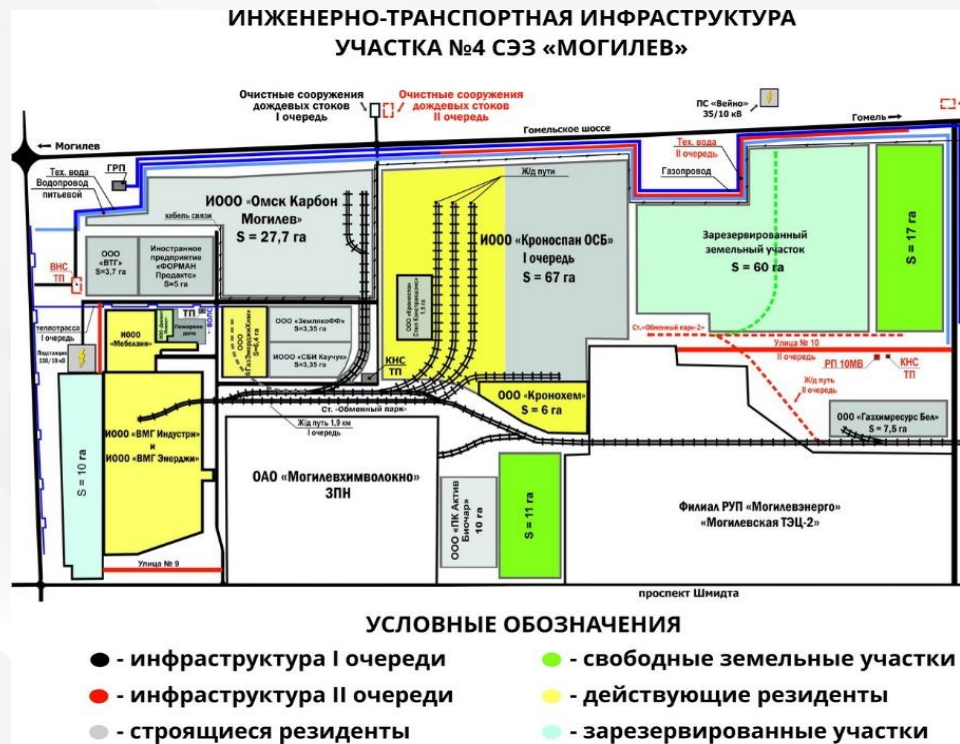 ИНЖЕНЕРНО-ТРАНСПОРТНАЯ ИНФРАСТРУКТУРА
УЧАСТКА №4 СЭЗ «МОГИЛЕВ»
Очистные сооружения
дождевых стоков
I очередь
Очистные сооружения
дождевых стоков
II очередь
ПС «Вейно»
35/10 кВ
← Могилев
Гомельское шоссе
Гомель→
ГРП
Тех. вода
Водопровод
питьевой
Тех. вода
II очередь
Газопровод
Ж/д пути
ИООО «Омск Карбон
Могилев»
S = 27,7 га
кабель связи
ИООО «Кроноспан ОСБ»
I очередь
S = 67 га
Зарезервированный
земельный участок
S = 60 га
S = 17 га
ООО
«ВТГ»
S=3,7 га
Иностранное
предприятие
«ФОРМАН
Продактс»
S=5 га
ВНС
ТП
теплотрасса
I очередь
Подстанция
110/10 кВ
ИООО
«Мебелаин»
Пожарное
депо
ТП
ВОЛС
S=6,4 га
ООО «ЗемлякоФФ»
S=3,35 га
ИООО «СБИ Каучук»
S=3,35 га
КНС
ТП
ООО «Кронохем»
S = 6 га
Ст.«Обменный парк-2»
Улица № 10
II очередь
РП 10МВ
КНС
ТП
Ж/д путь
II очередь
ООО «Газхимресурс Бел»
S = 7,5 га
Ст. «Обменный парк»
Ж/д путь 1,9 км
I очередь
S = 10 га
ИООО «ВМГ Индустри»
и
ИООО «ВМГ Энерджи»
ОАО «Могилевхимволокно»
ЗПН
ООО «ПК Актив
Биочар»
10 га
S = 11 га
Филиал РУП «Могилевэнерго»
«Могилевская ТЭЦ-2»
Улица № 9
проспект Шмидта
УСЛОВНЫЕ ОБОЗНАЧЕНИЯ
- инфраструктура I очереди
- свободные земельные участки
- инфраструктура II очереди
- действующие резиденты
- строящиеся резиденты
- зарезервированные участки